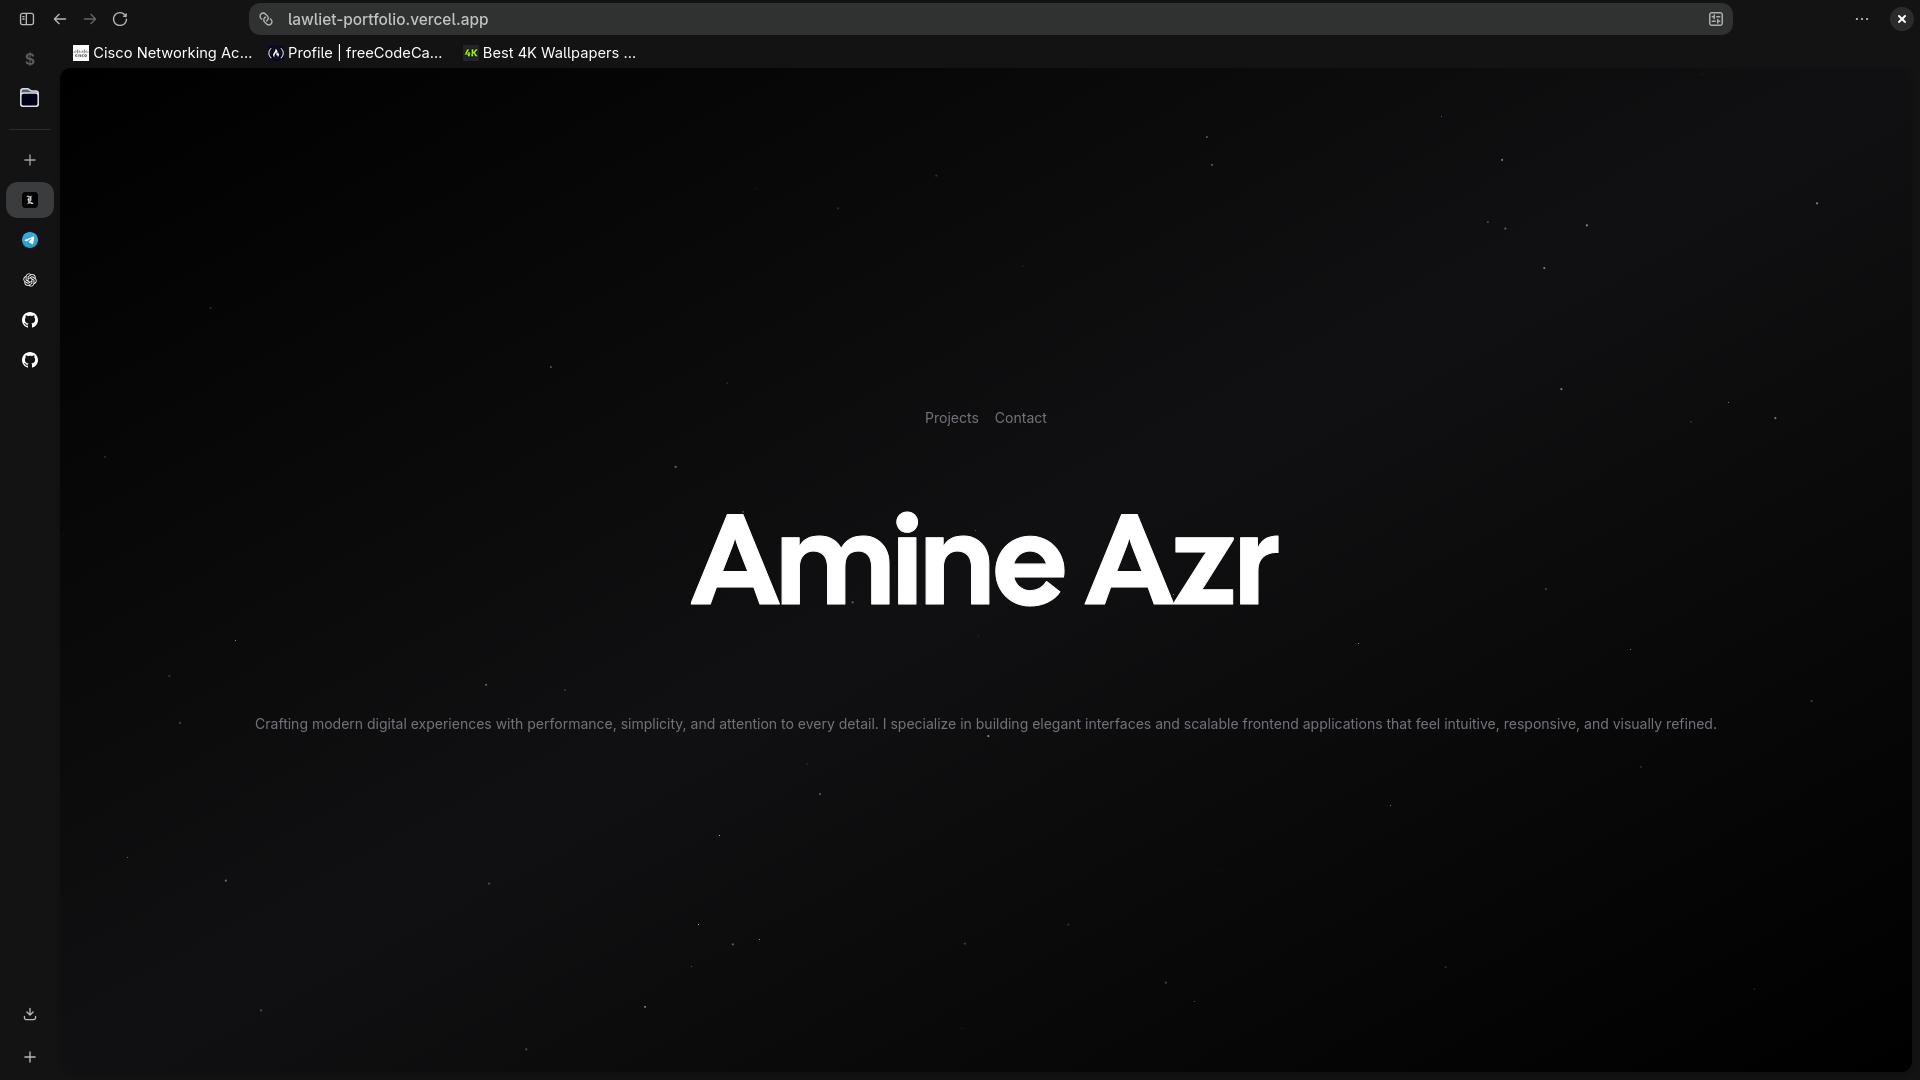 lawliet-portfolio.vercel.app
$
Cisco Networking Ac...
Profile | freeCodeCa...
4K Best 4K Wallpapers ...
Projects Contact
Amine Azr
Crafting modern digital experiences with performance, simplicity, and attention to every detail. I specialize in building elegant interfaces and scalable frontend applications that feel intuitive, responsive, and visually refined.